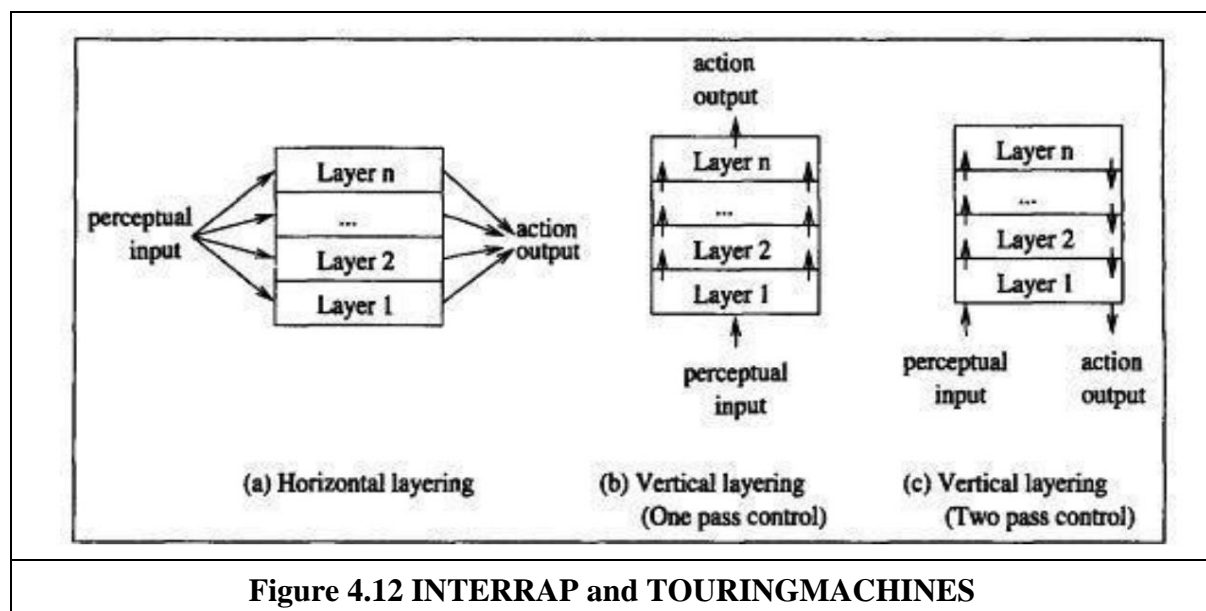 action
output
Layer n
...
Layer 2
Layer 1
perceptual
input
action
output
Layer n
...
Layer 2
Layer 1
perceptual
input
Layer n
...
Layer 2
Layer 1
perceptual
input
action
output
(a) Horizontal layering
(b) Vertical layering
(One pass control)
(c) Vertical layering
(Two pass control)
Figure 4.12 INTERRAP and TOURINGMACHINES